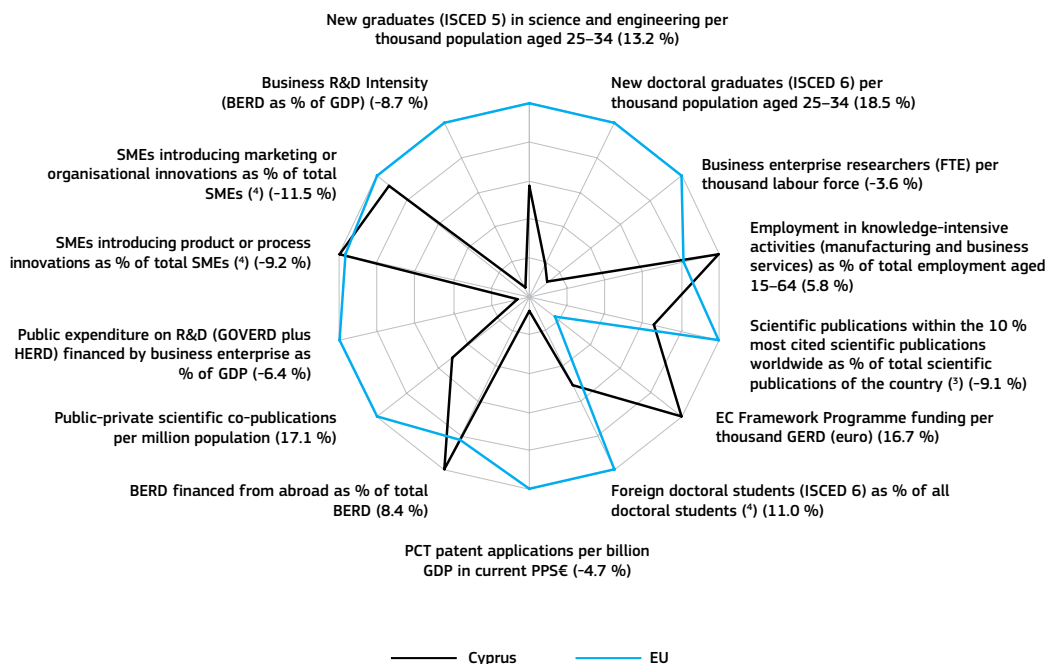 New graduates (ISCED 5) in science and engineering per
thousand population aged 25–34 (13.2 %)
Business R&D Intensity
(BERD as % of GDP) (-8.7 %)
New doctoral graduates (ISCED 6) per
thousand population aged 25–34 (18.5 %)
SMEs introducing marketing or
organisational innovations as % of total
SMEs (⁴) (-11.5 %)
Business enterprise researchers (FTE) per
thousand labour force (-3.6 %)
SMEs introducing product or process
innovations as % of total SMEs (⁴) (-9.2 %)
Employment in knowledge-intensive
activities (manufacturing and business
services) as % of total employment aged
15–64 (5.8 %)
Public expenditure on R&D (GOVERD plus
HERD) financed by business enterprise as
% of GDP (-6.4 %)
Scientific publications within the 10 %
most cited scientific publications
worldwide as % of total scientific
publications of the country (³) (-9.1 %)
Public-private scientific co-publications
per million population (17.1 %)
EC Framework Programme funding per
thousand GERD (euro) (16.7 %)
BERD financed from abroad as % of total
BERD (8.4 %)
Foreign doctoral students (ISCED 6) as % of all
doctoral students (⁴) (11.0 %)
PCT patent applications per billion
GDP in current PPS€ (-4.7 %)
Cyprus
EU